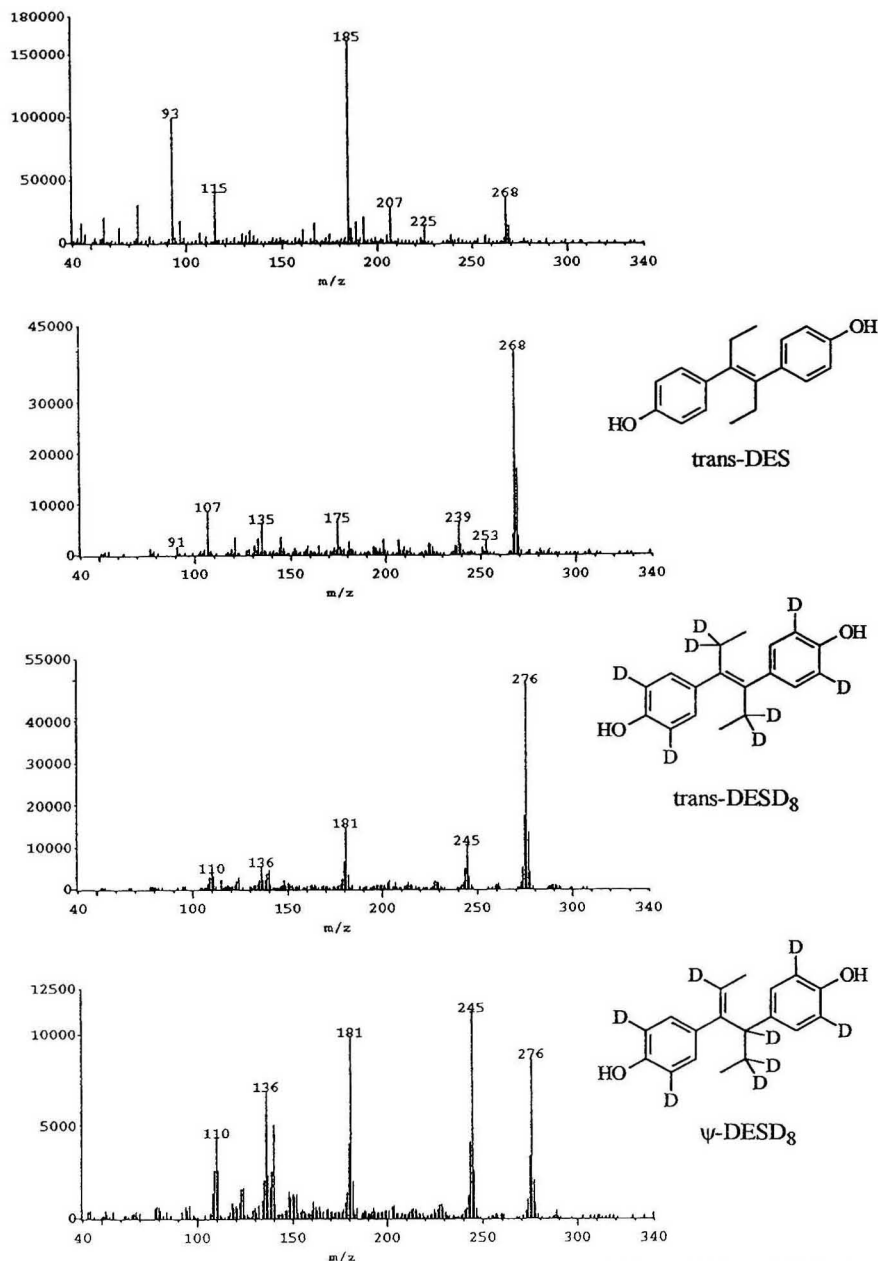 180000
185
150000
93
100000
115
50000
207
268
225
0
40 100 150 200 250 300 340
m/z
45000
268
OH
30000
20000
HO
trans-DES
10000
107
135
175
239
91
253
0
40 100 150 200 250 300 340
m/z
D
55000
276
D
OH
D
40000
D
D
D
30000
HO
D
D
20000
trans-DESD8
181
10000
245
110
136
0
40 100 150 200 250 300 340
m/z
D
12500
245
D
OH
10000
181
276
D
D
D
136
D
HO
D
5000
110
D
ψ-DESD8
0
40 100 150 200 250 300 340
m/z